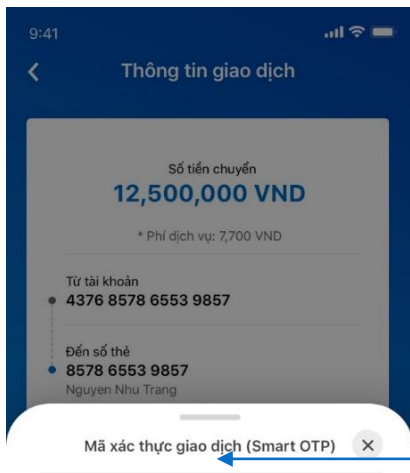 9:41
Thông tin giao dịch
Số tiền chuyển
12,500,000 VND
* Phí dịch vụ: 7,700 VND
Từ tài khoản
4376 8578 6553 9857
Đến số thẻ
8578 6553 9857
Nguyen Nhu Trang
Mã xác thực giao dịch (Smart OTP)